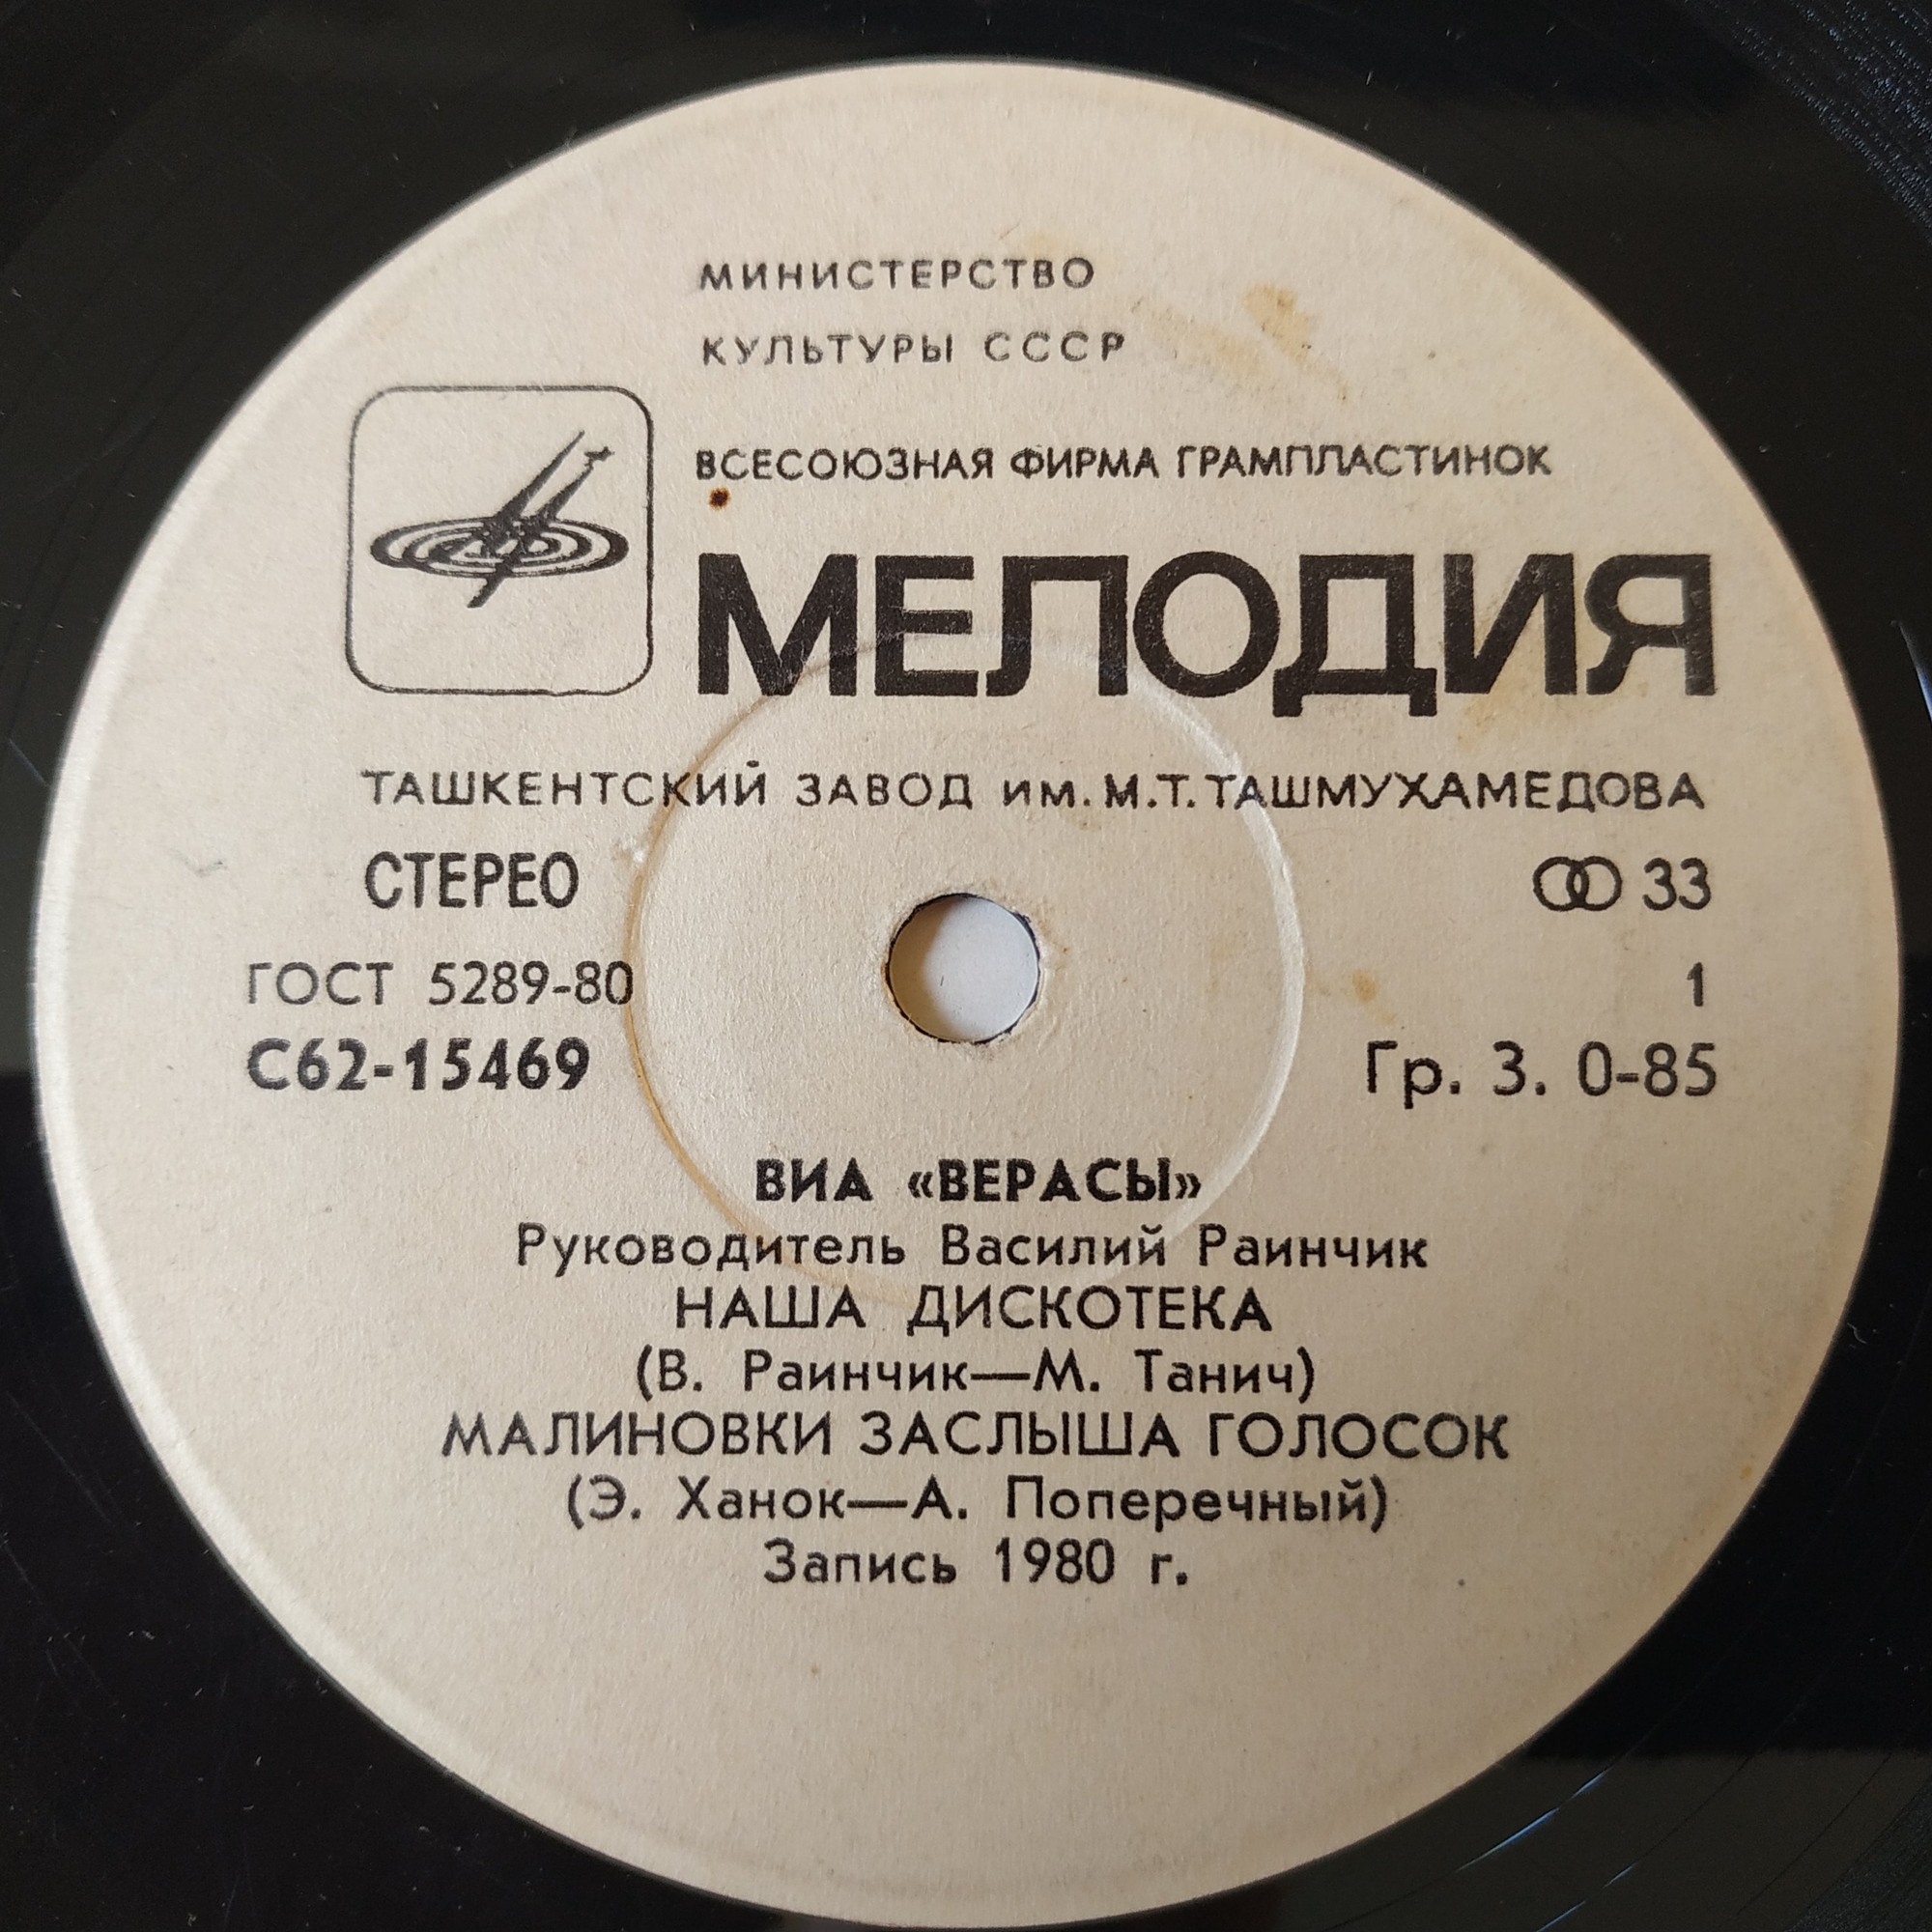 МИНИСТЕРСТВО
КУЛЬТУРЫ СССР
ВСЕСОЮЗНАЯ ФИРМА ГРАМПЛАСТИНОК
МЕЛОДИЯ
ТАШКЕНТСКИЙ ЗАВОД им. М.Т. ТАШМУХАМЕДОВА
СТЕРЕО 33
ГОСТ 5289-80 1
С62-15469 Гр. 3. 0-85
ВИА «ВЕРАСЫ»
Руководитель Василий Раинчик
НАША ДИСКОТЕКА
(В. Раинчик—М. Танич)
МАЛИНОВКИ ЗАСЛЫША ГОЛОСОК
(Э. Ханок—А. Поперечный)
Запись 1980 г.